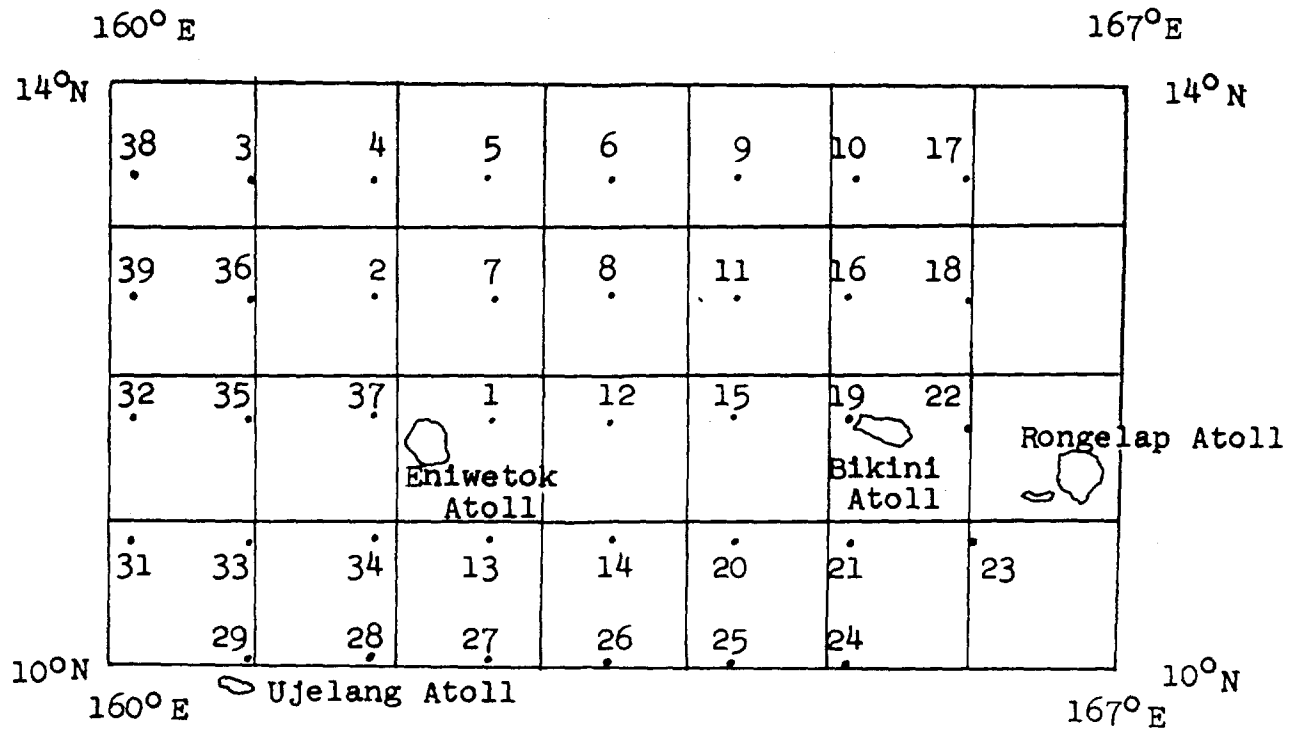 160° E 167° E
14° N 14° N
38 3 4 5 6 9 10 17
39 36 2 7 8 11 16 18
32 35 37 1 12 15 19 22
Rongelap Atoll
Eniwetok Bikini
Atoll Atoll
31 33 34 13 14 20 21 23
29 28 27 26 25 24
10° N 10° N
Ujelang Atoll
160° E 167° E